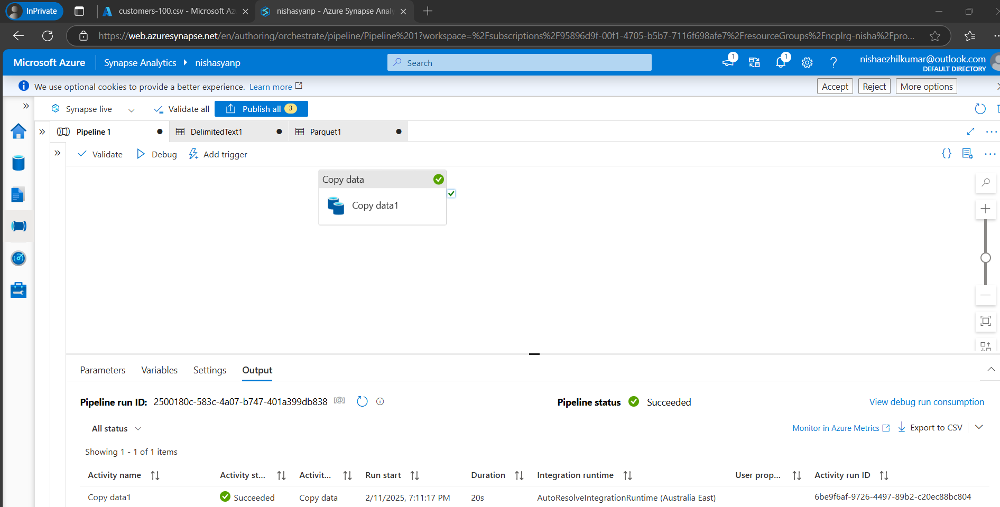 InPrivate
customers-100.csv - Microsoft Az
nishasyanp - Azure Synapse Analy
https://web.azuresynapse.net/en/authoring/orchestrate/pipeline/Pipeline%201?workspace=%2Fsubscriptions%2F95896d9f-00f1-4705-b5b7-7116f698afe7%2FresourceGroups%2Fncplrg-nisha%2Fpro...
Microsoft Azure
Synapse Analytics
nishasyanp
Search
1
1
nishaezhilkumar@outlook.com
DEFAULT DIRECTORY
We use optional cookies to provide a better experience. Learn more
Accept
Reject
More options
Synapse live
Validate all
Publish all 3
Pipeline 1
DelimitedText1
Parquet1
Validate
Debug
Add trigger
Copy data
Copy data1
Parameters
Variables
Settings
Output
Pipeline run ID: 2500180c-583c-4a07-b747-401a399db838
Pipeline status Succeeded
View debug run consumption
All status
Monitor in Azure Metrics
Export to CSV
Showing 1 - 1 of 1 items
Activity name Activity st... Activit... Run start Duration Integration runtime User prop... Activity run ID
Copy data1 Succeeded Copy data 2/11/2025, 7:11:17 PM 20s AutoResolveIntegrationRuntime (Australia East) 6be9f6af-9726-4497-89b2-c20ec88bc804